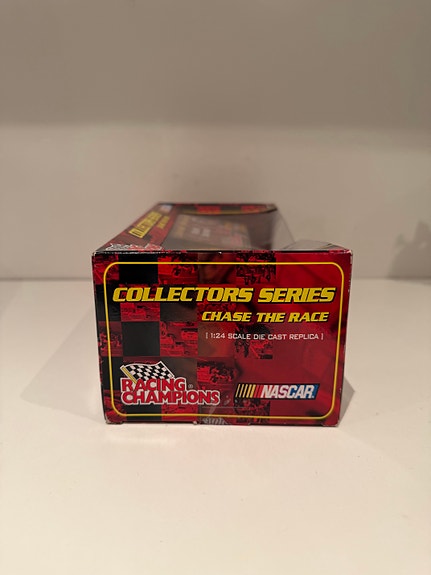 COLLECTORS SERIES
CHASE THE RACE
[ 1:24 SCALE DIE CAST REPLICA ]
RACING
CHAMPIONS ®
NASCAR